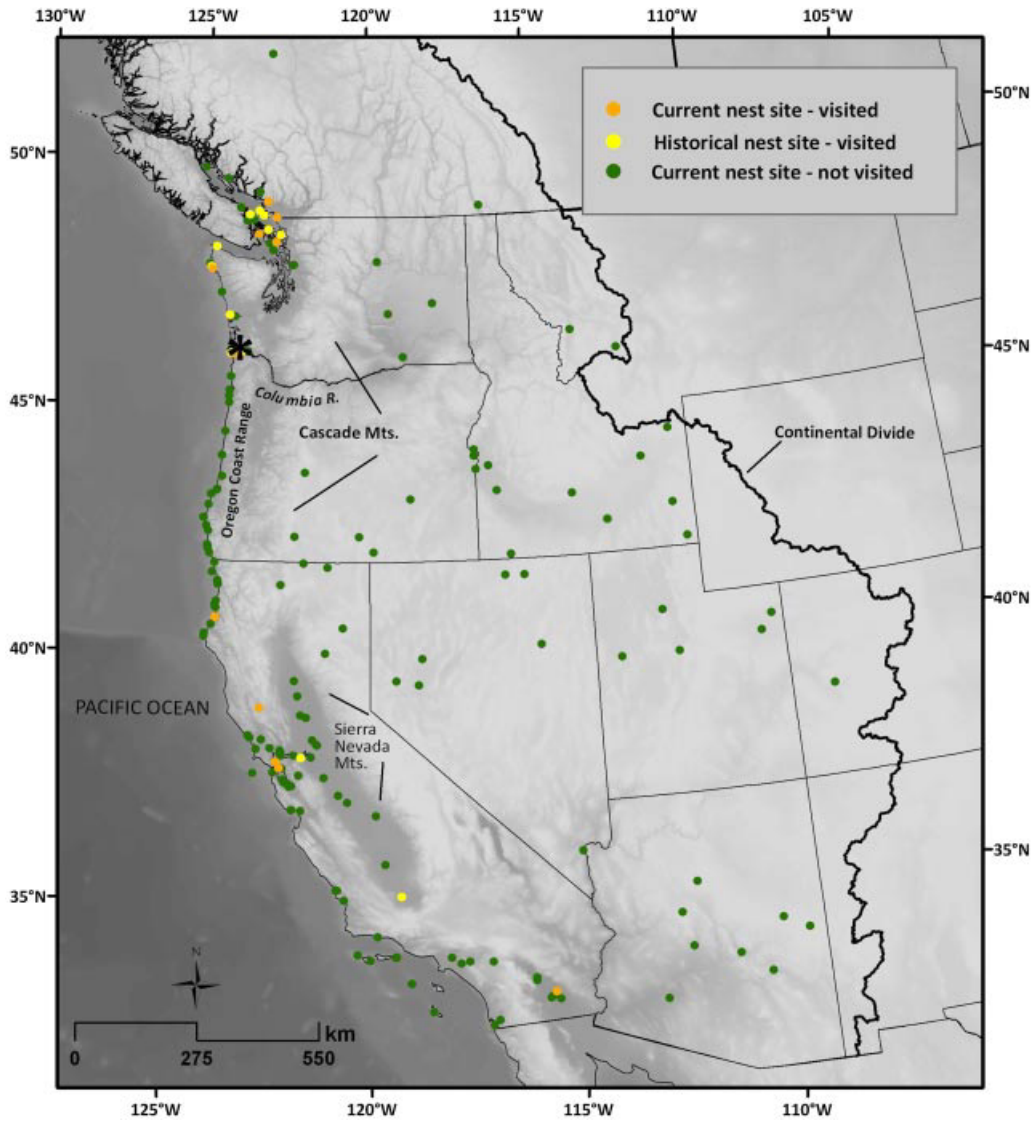 130°W 125°W 120°W 115°W 110°W 105°W
50°N
50°N
Current nest site - visited
Historical nest site - visited
Current nest site - not visited
45°N
45°N
Columbia R.
Oregon Coast Range
Cascade Mts.
Continental Divide
40°N
40°N
PACIFIC OCEAN
Sierra
Nevada
Mts.
35°N
35°N
N
km
0 275 550
125°W 120°W 115°W 110°W